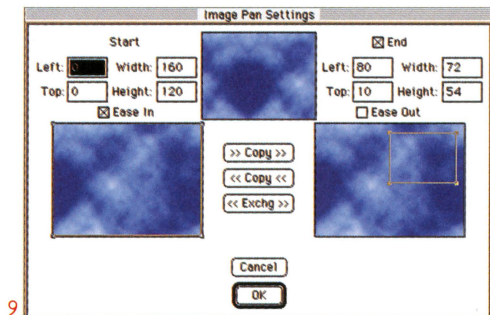 Image Pan Settings
Start
End
Left: 0 Width: 160
Left: 80 Width: 72
Top: 0 Height: 120
Top: 10 Height: 54
Ease In
Ease Out
>> Copy >>
<< Copy <<
<< Exchg >>
Cancel
OK
9